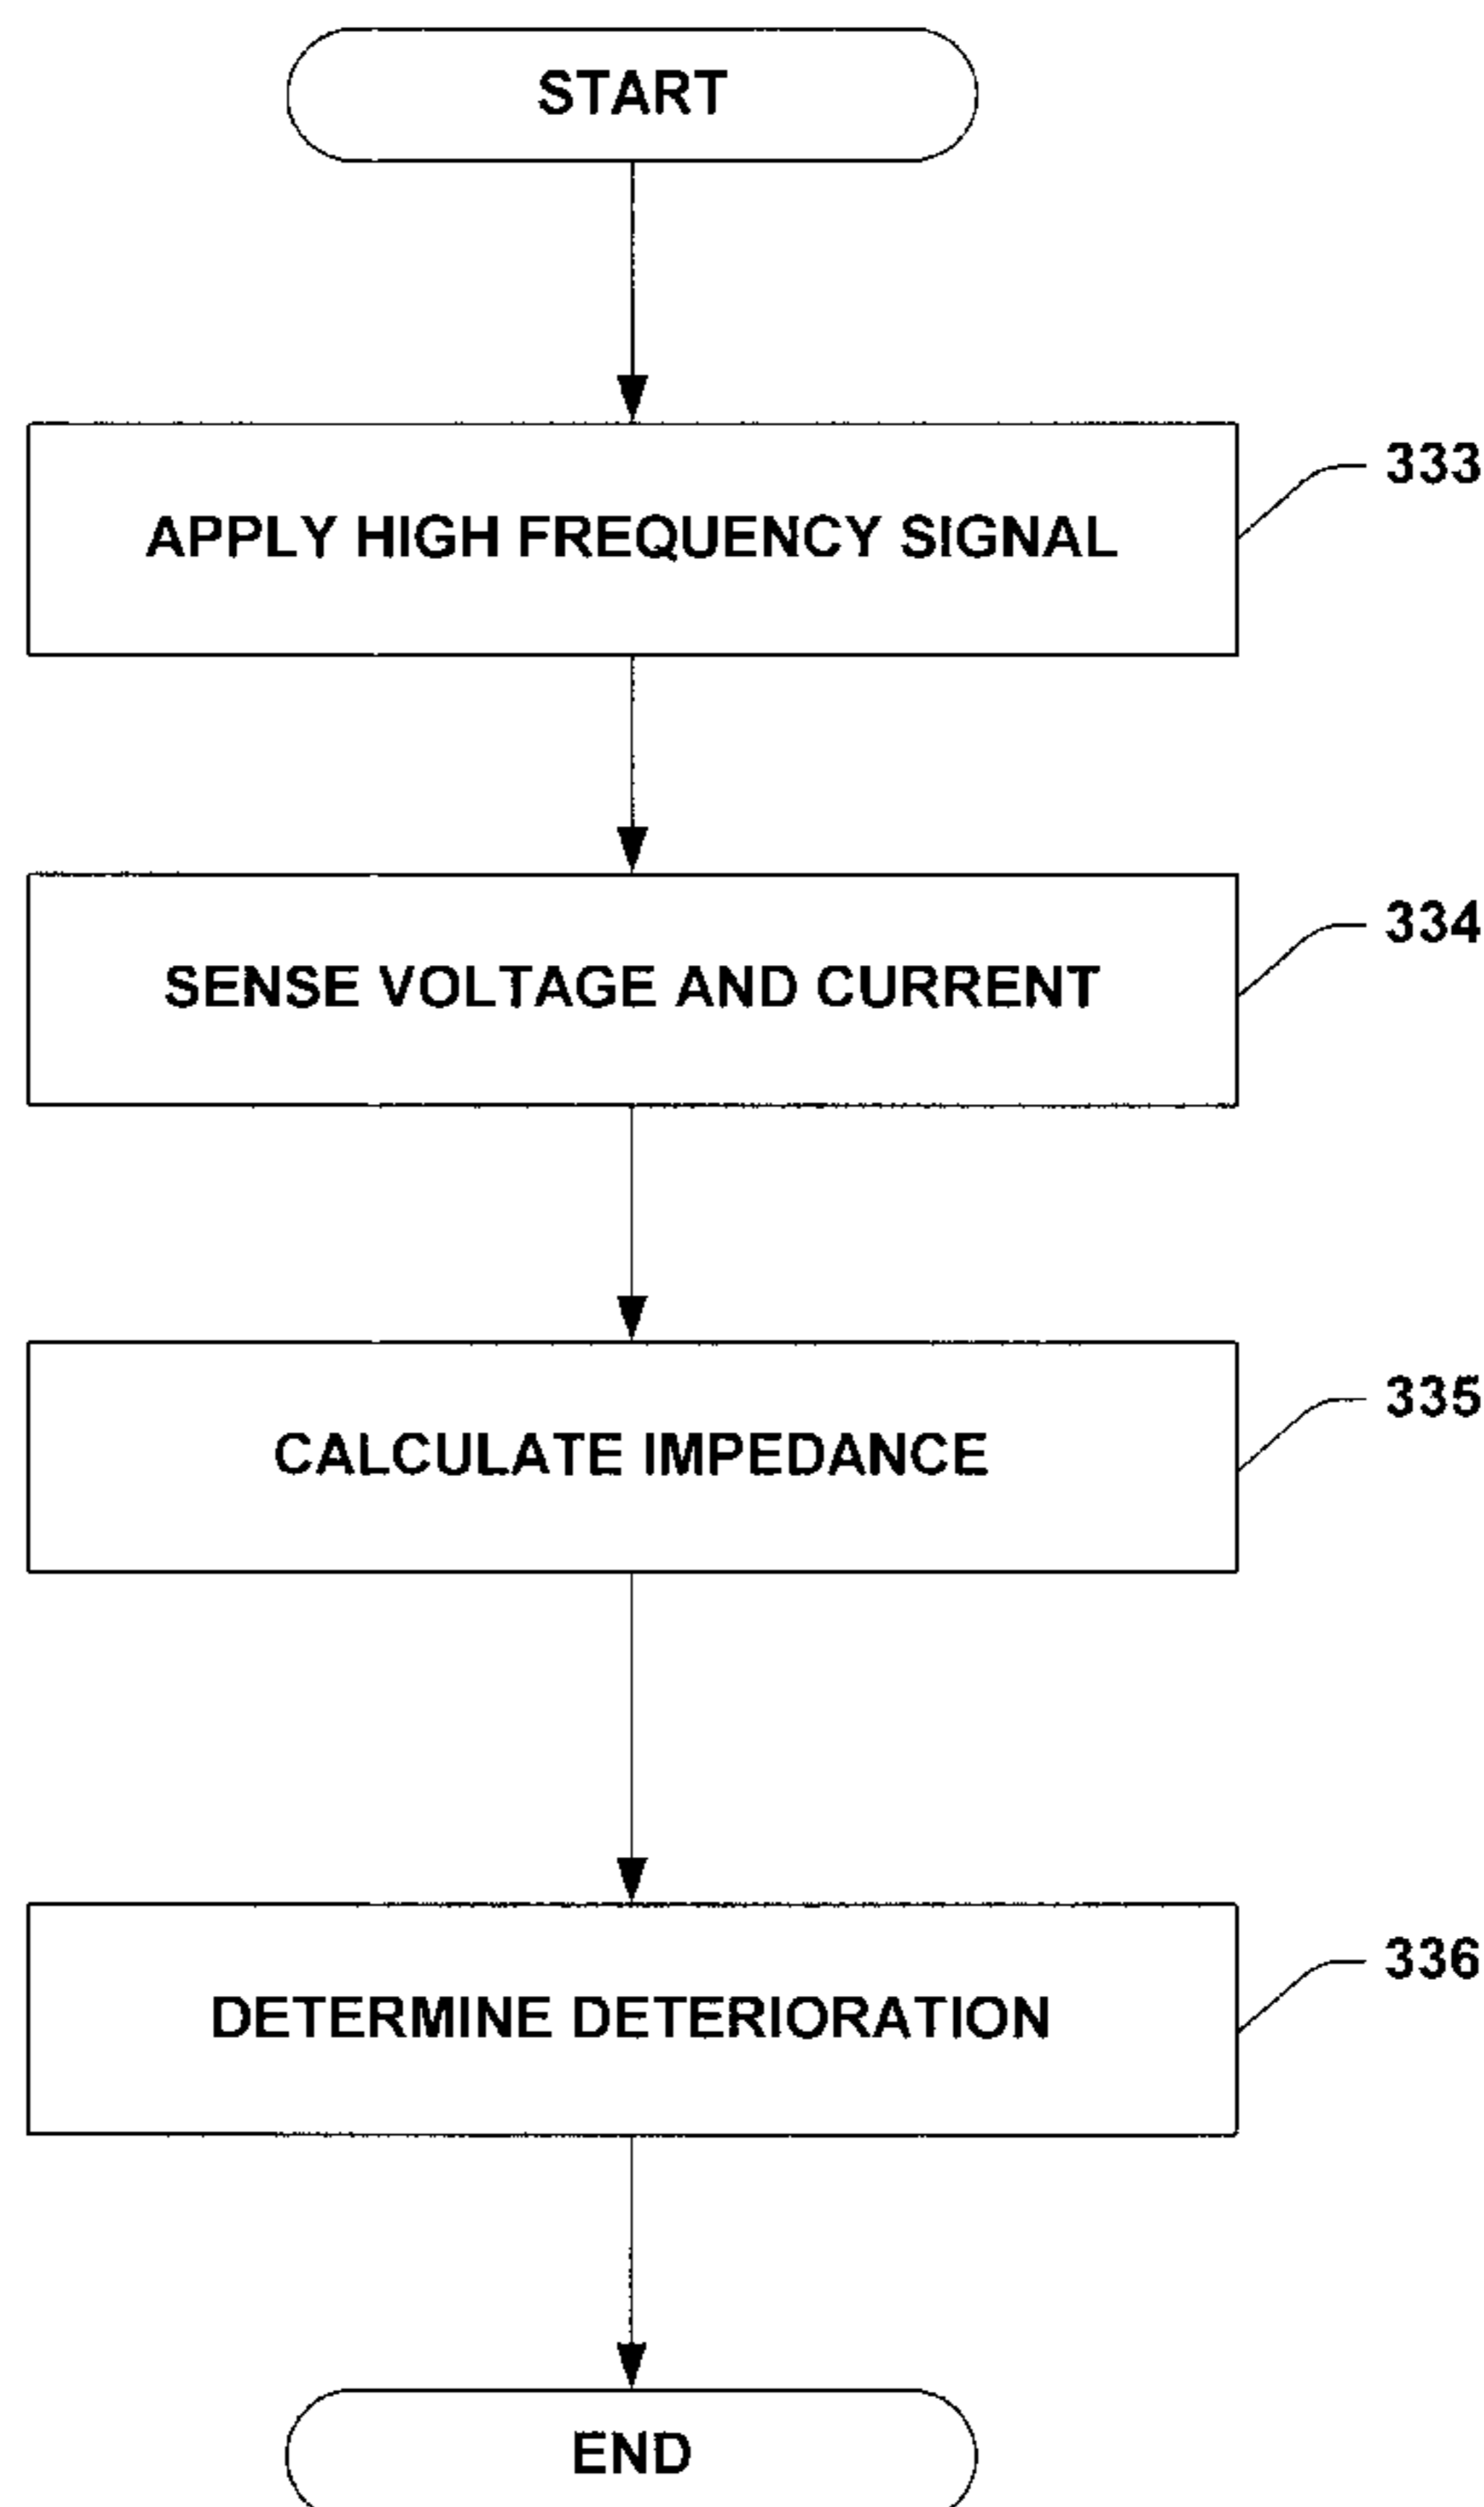 START
APPLY HIGH FREQUENCY SIGNAL
333
SENSE VOLTAGE AND CURRENT
334
CALCULATE IMPEDANCE
335
DETERMINE DETERIORATION
336
END